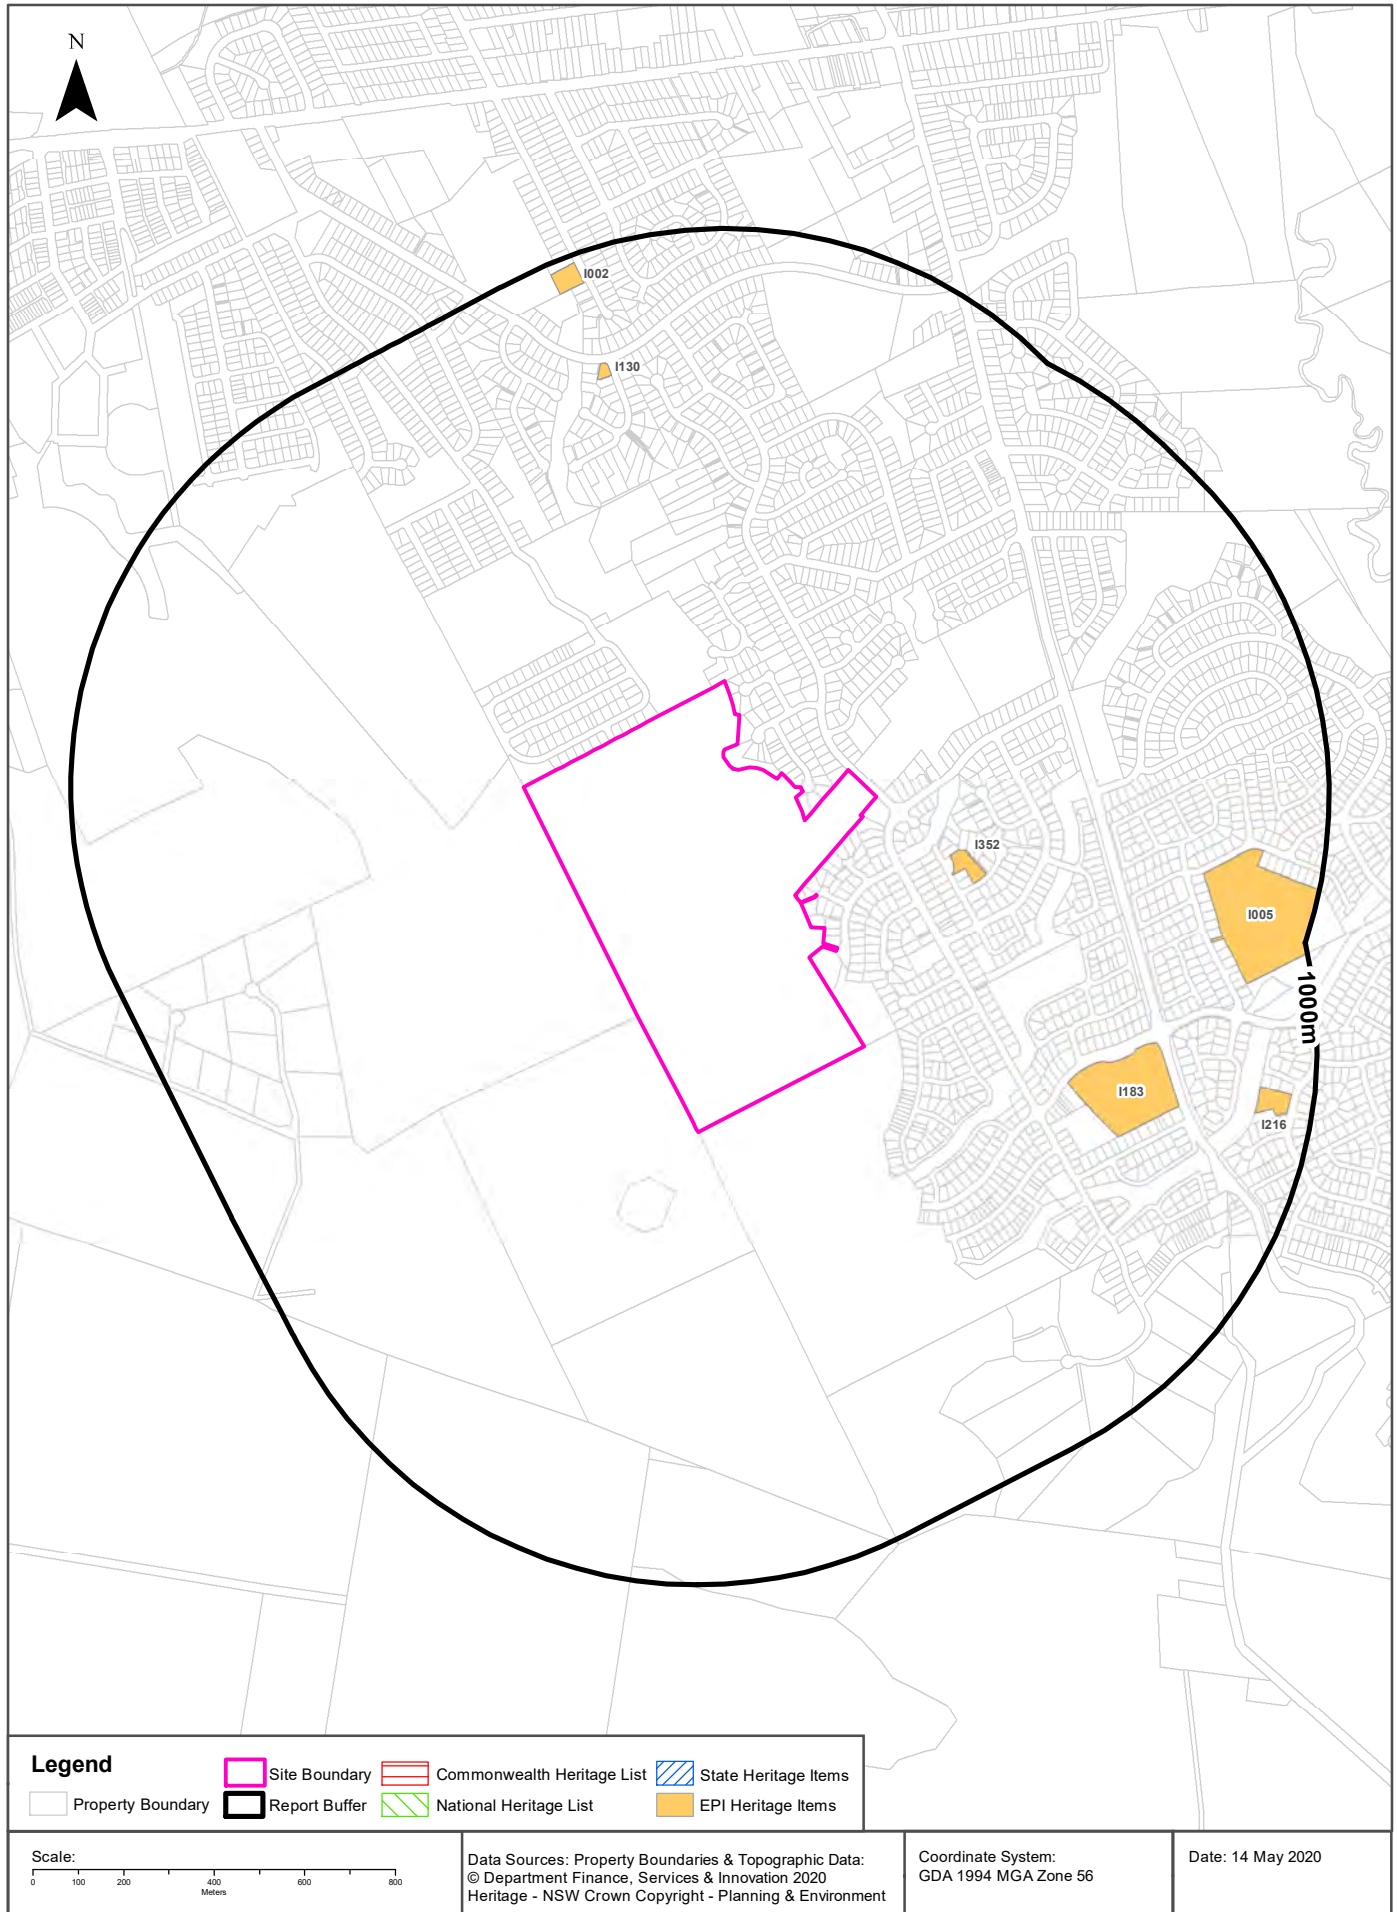 N
I002
I130
I352
I005
1000m
I183
I216
Legend
Property Boundary
Site Boundary
Report Buffer
Commonwealth Heritage List
National Heritage List
State Heritage Items
EPI Heritage Items
Scale:
0 100 200 400 600 800
Meters
Data Sources: Property Boundaries & Topographic Data:
© Department Finance, Services & Innovation 2020
Heritage - NSW Crown Copyright - Planning & Environment
Coordinate System:
GDA 1994 MGA Zone 56
Date: 14 May 2020